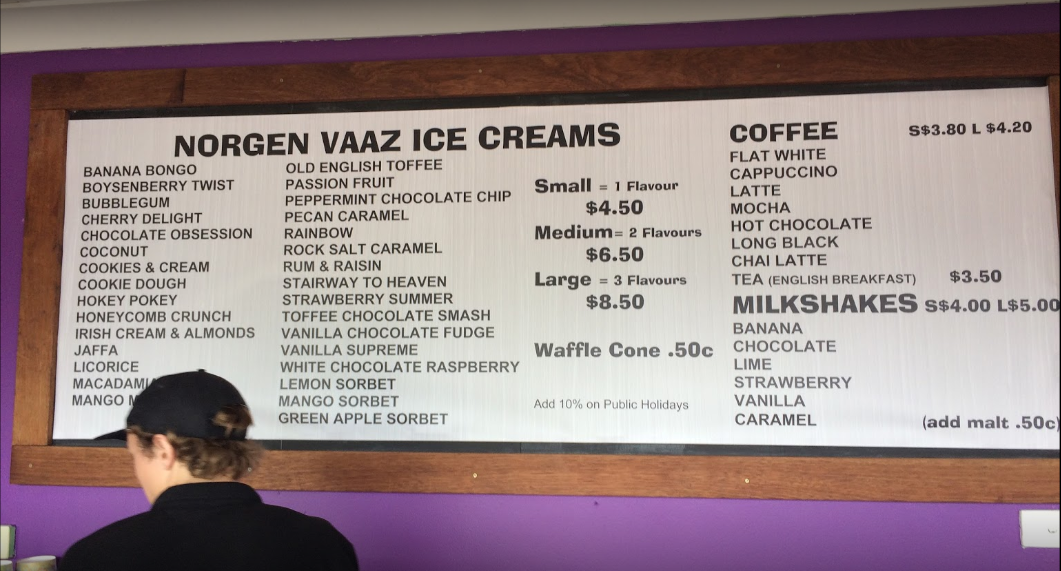 NORGEN VAAZ ICE CREAMS
BANANA BONGO
BOYSENBERRY TWIST
BUBBLEGUM
CHERRY DELIGHT
CHOCOLATE OBSESSION
COCONUT
COOKIES & CREAM
COOKIE DOUGH
HOKEY POKEY
HONEYCOMB CRUNCH
IRISH CREAM & ALMONDS
JAFFA
LICORICE
MANGO
OLD ENGLISH TOFFEE
PASSION FRUIT
PEPPERMINT CHOCOLATE CHIP
PECAN CARAMEL
RAINBOW
ROCK SALT CARAMEL
RUM & RAISIN
STAIRWAY TO HEAVEN
STRAWBERRY SUMMER
TOFFEE CHOCOLATE SMASH
VANILLA CHOCOLATE FUDGE
VANILLA SUPREME
WHITE CHOCOLATE RASPBERRY
LEMON SORBET
MANGO SORBET
GREEN APPLE SORBET
Small = 1 Flavour
$4.50
Medium= 2 Flavours
$6.50
Large = 3 Flavours
$8.50
Waffle Cone .50c
Add 10% on Public Holidays
COFFEE S$3.80 L $4.20
FLAT WHITE
CAPPUCCINO
LATTE
MOCHA
HOT CHOCOLATE
LONG BLACK
CHAI LATTE
TEA (ENGLISH BREAKFAST) $3.50
MILKSHAKES S$4.00 L$5.00
BANANA
CHOCOLATE
LIME
STRAWBERRY
VANILLA
CARAMEL (add malt .50c)